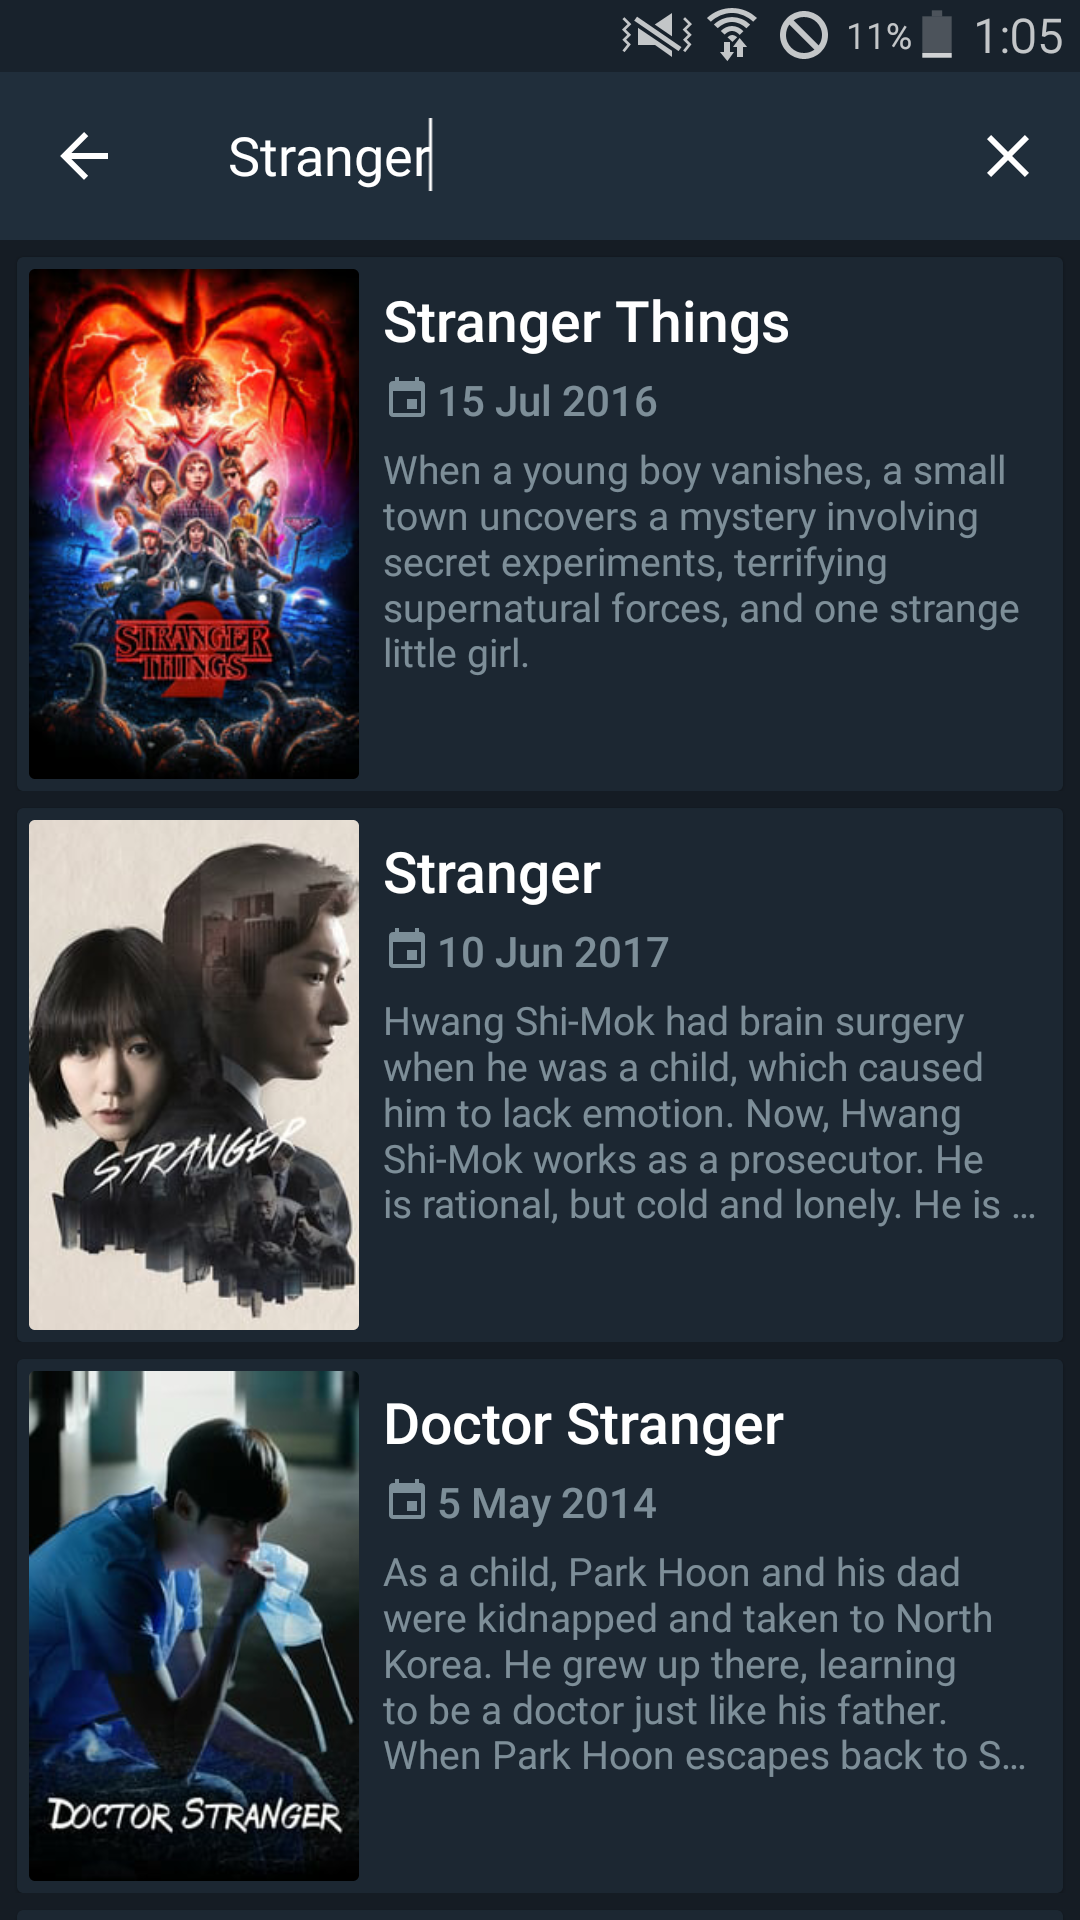 11% 1:05
Stranger
Stranger Things
15 Jul 2016
When a young boy vanishes, a small
town uncovers a mystery involving
secret experiments, terrifying
supernatural forces, and one strange
little girl.
STRANGER
THINGS
2
Stranger
10 Jun 2017
Hwang Shi-Mok had brain surgery
when he was a child, which caused
him to lack emotion. Now, Hwang
Shi-Mok works as a prosecutor. He
is rational, but cold and lonely. He is ...
STRANGER
Doctor Stranger
5 May 2014
As a child, Park Hoon and his dad
were kidnapped and taken to North
Korea. He grew up there, learning
to be a doctor just like his father.
When Park Hoon escapes back to S...
DOCTOR STRANGER